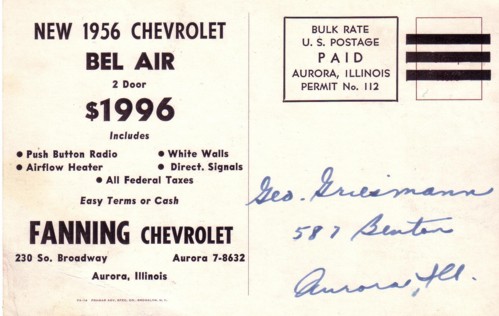 NEW 1956 CHEVROLET
BEL AIR
2 Door
$1996
Includes
• Push Button Radio
• White Walls
• Airflow Heater
• Direct. Signals
• All Federal Taxes
Easy Terms or Cash
FANNING CHEVROLET
230 So. Broadway Aurora 7-8632
Aurora, Illinois
BULK RATE
U. S. POSTAGE
PAID
AURORA, ILLINOIS
PERMIT No. 112
Geo. Griesmann
587 Benton
Aurora, Ill.